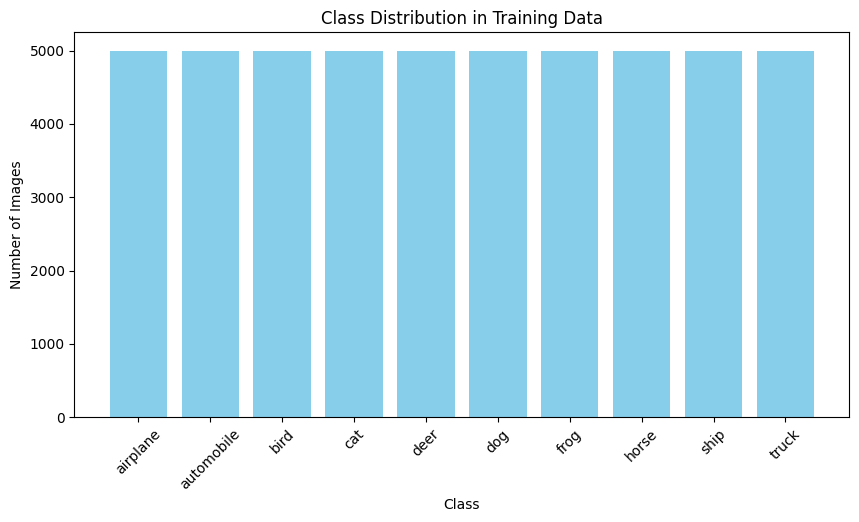 Class Distribution in Training Data
Number of Images
5000
4000
3000
2000
1000
0
airplane
automobile
bird
cat
deer
dog
frog
horse
ship
truck
Class